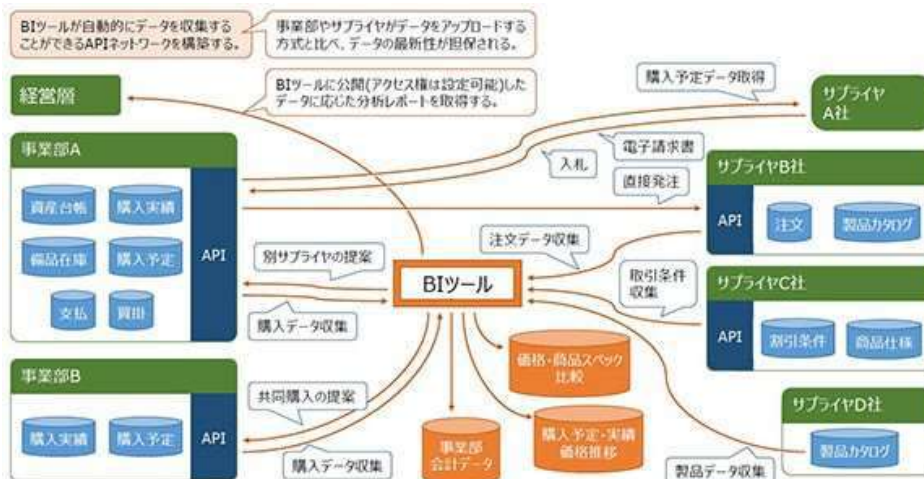 BIツールが自動的にデータを収集する
ことができるAPIネットワークを構築する。
事業部やサプライヤがデータをアップロードする
方式と比べ、データの最新性が担保される。
BIツールに公開(アクセス権は設定可能)した
データに応じた分析レポートを取得する。
購入予定データ取得
経営層
サプライヤ
A社
事業部A
資産台帳
購入実績
備品在庫
購入予定
支払
買掛
API
入札
電子請求書
直接発注
サプライヤB社
API
注文
製品カタログ
注文データ収集
別サプライヤの提案
BIツール
取引条件
収集
サプライヤC社
API
割引条件
商品仕様
購入データ収集
価格・商品スペック
比較
事業部B
購入実績
購入予定
API
共同購入の提案
購入データ収集
事業部
会計データ
購入予定・実績
価格推移
サプライヤD社
製品カタログ
製品データ収集